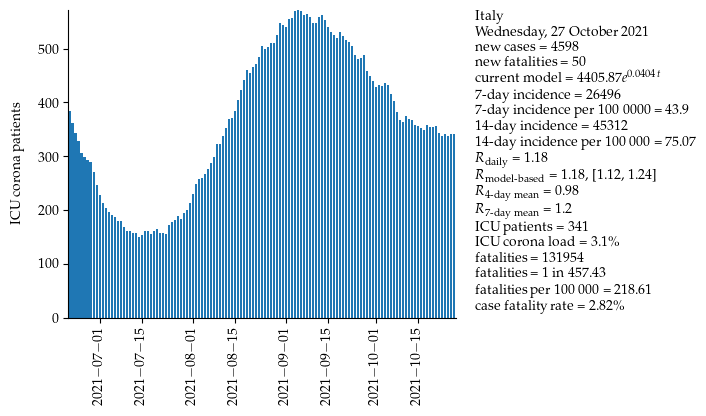 ICU corona patients
500
400
300
200
100
0
2021−07−01
2021−07−15
2021−08−01
2021−08−15
2021−09−01
2021−09−15
2021−10−01
2021−10−15
Italy
Wednesday, 27 October 2021
new cases = 4598
new fatalities = 50
current model = 4405.87e^0.0404 t
7-day incidence = 26496
7-day incidence per 100 0000 = 43.9
14-day incidence = 45312
14-day incidence per 100 000 = 75.07
R_daily = 1.18
R_model-based = 1.18, [1.12, 1.24]
R_4-day mean = 0.98
R_7-day mean = 1.2
ICU patients = 341
ICU corona load = 3.1%
fatalities = 131954
fatalities = 1 in 457.43
fatalities per 100 000 = 218.61
case fatality rate = 2.82%